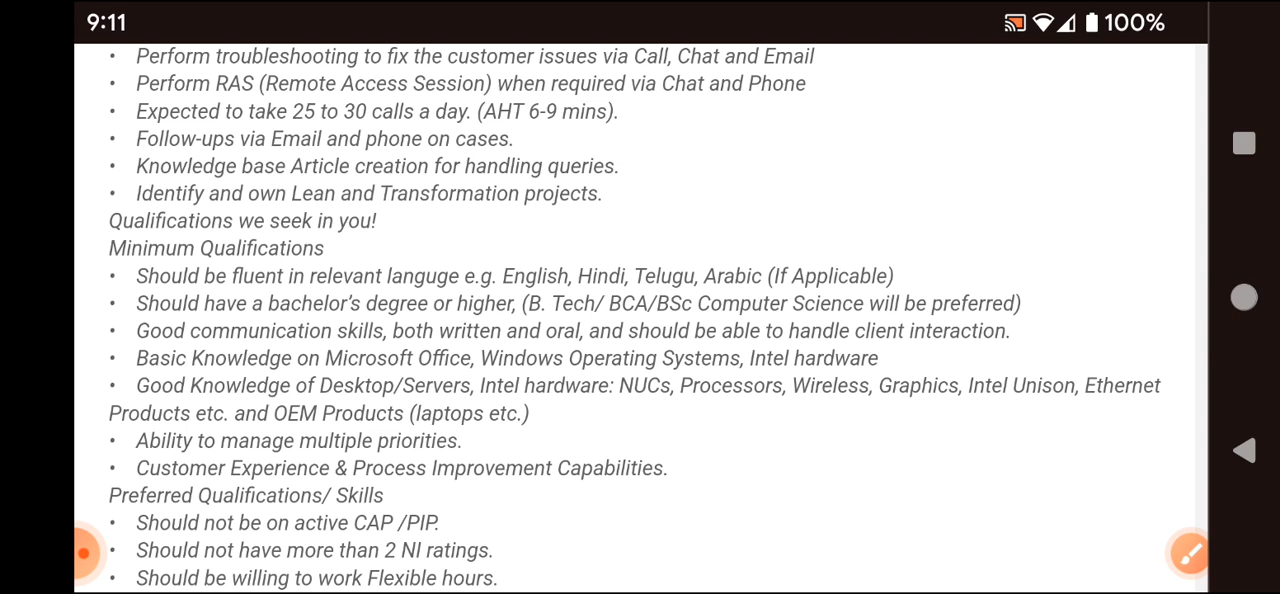 9:11
100%
• Perform troubleshooting to fix the customer issues via Call, Chat and Email
• Perform RAS (Remote Access Session) when required via Chat and Phone
• Expected to take 25 to 30 calls a day. (AHT 6-9 mins).
• Follow-ups via Email and phone on cases.
• Knowledge base Article creation for handling queries.
• Identify and own Lean and Transformation projects.
Qualifications we seek in you!
Minimum Qualifications
• Should be fluent in relevant languge e.g. English, Hindi, Telugu, Arabic (If Applicable)
• Should have a bachelor’s degree or higher, (B. Tech/ BCA/BSc Computer Science will be preferred)
• Good communication skills, both written and oral, and should be able to handle client interaction.
• Basic Knowledge on Microsoft Office, Windows Operating Systems, Intel hardware
• Good Knowledge of Desktop/Servers, Intel hardware: NUCs, Processors, Wireless, Graphics, Intel Unison, Ethernet
Products etc. and OEM Products (laptops etc.)
• Ability to manage multiple priorities.
• Customer Experience & Process Improvement Capabilities.
Preferred Qualifications/ Skills
• Should not be on active CAP /PIP.
• Should not have more than 2 NI ratings.
• Should be willing to work Flexible hours.